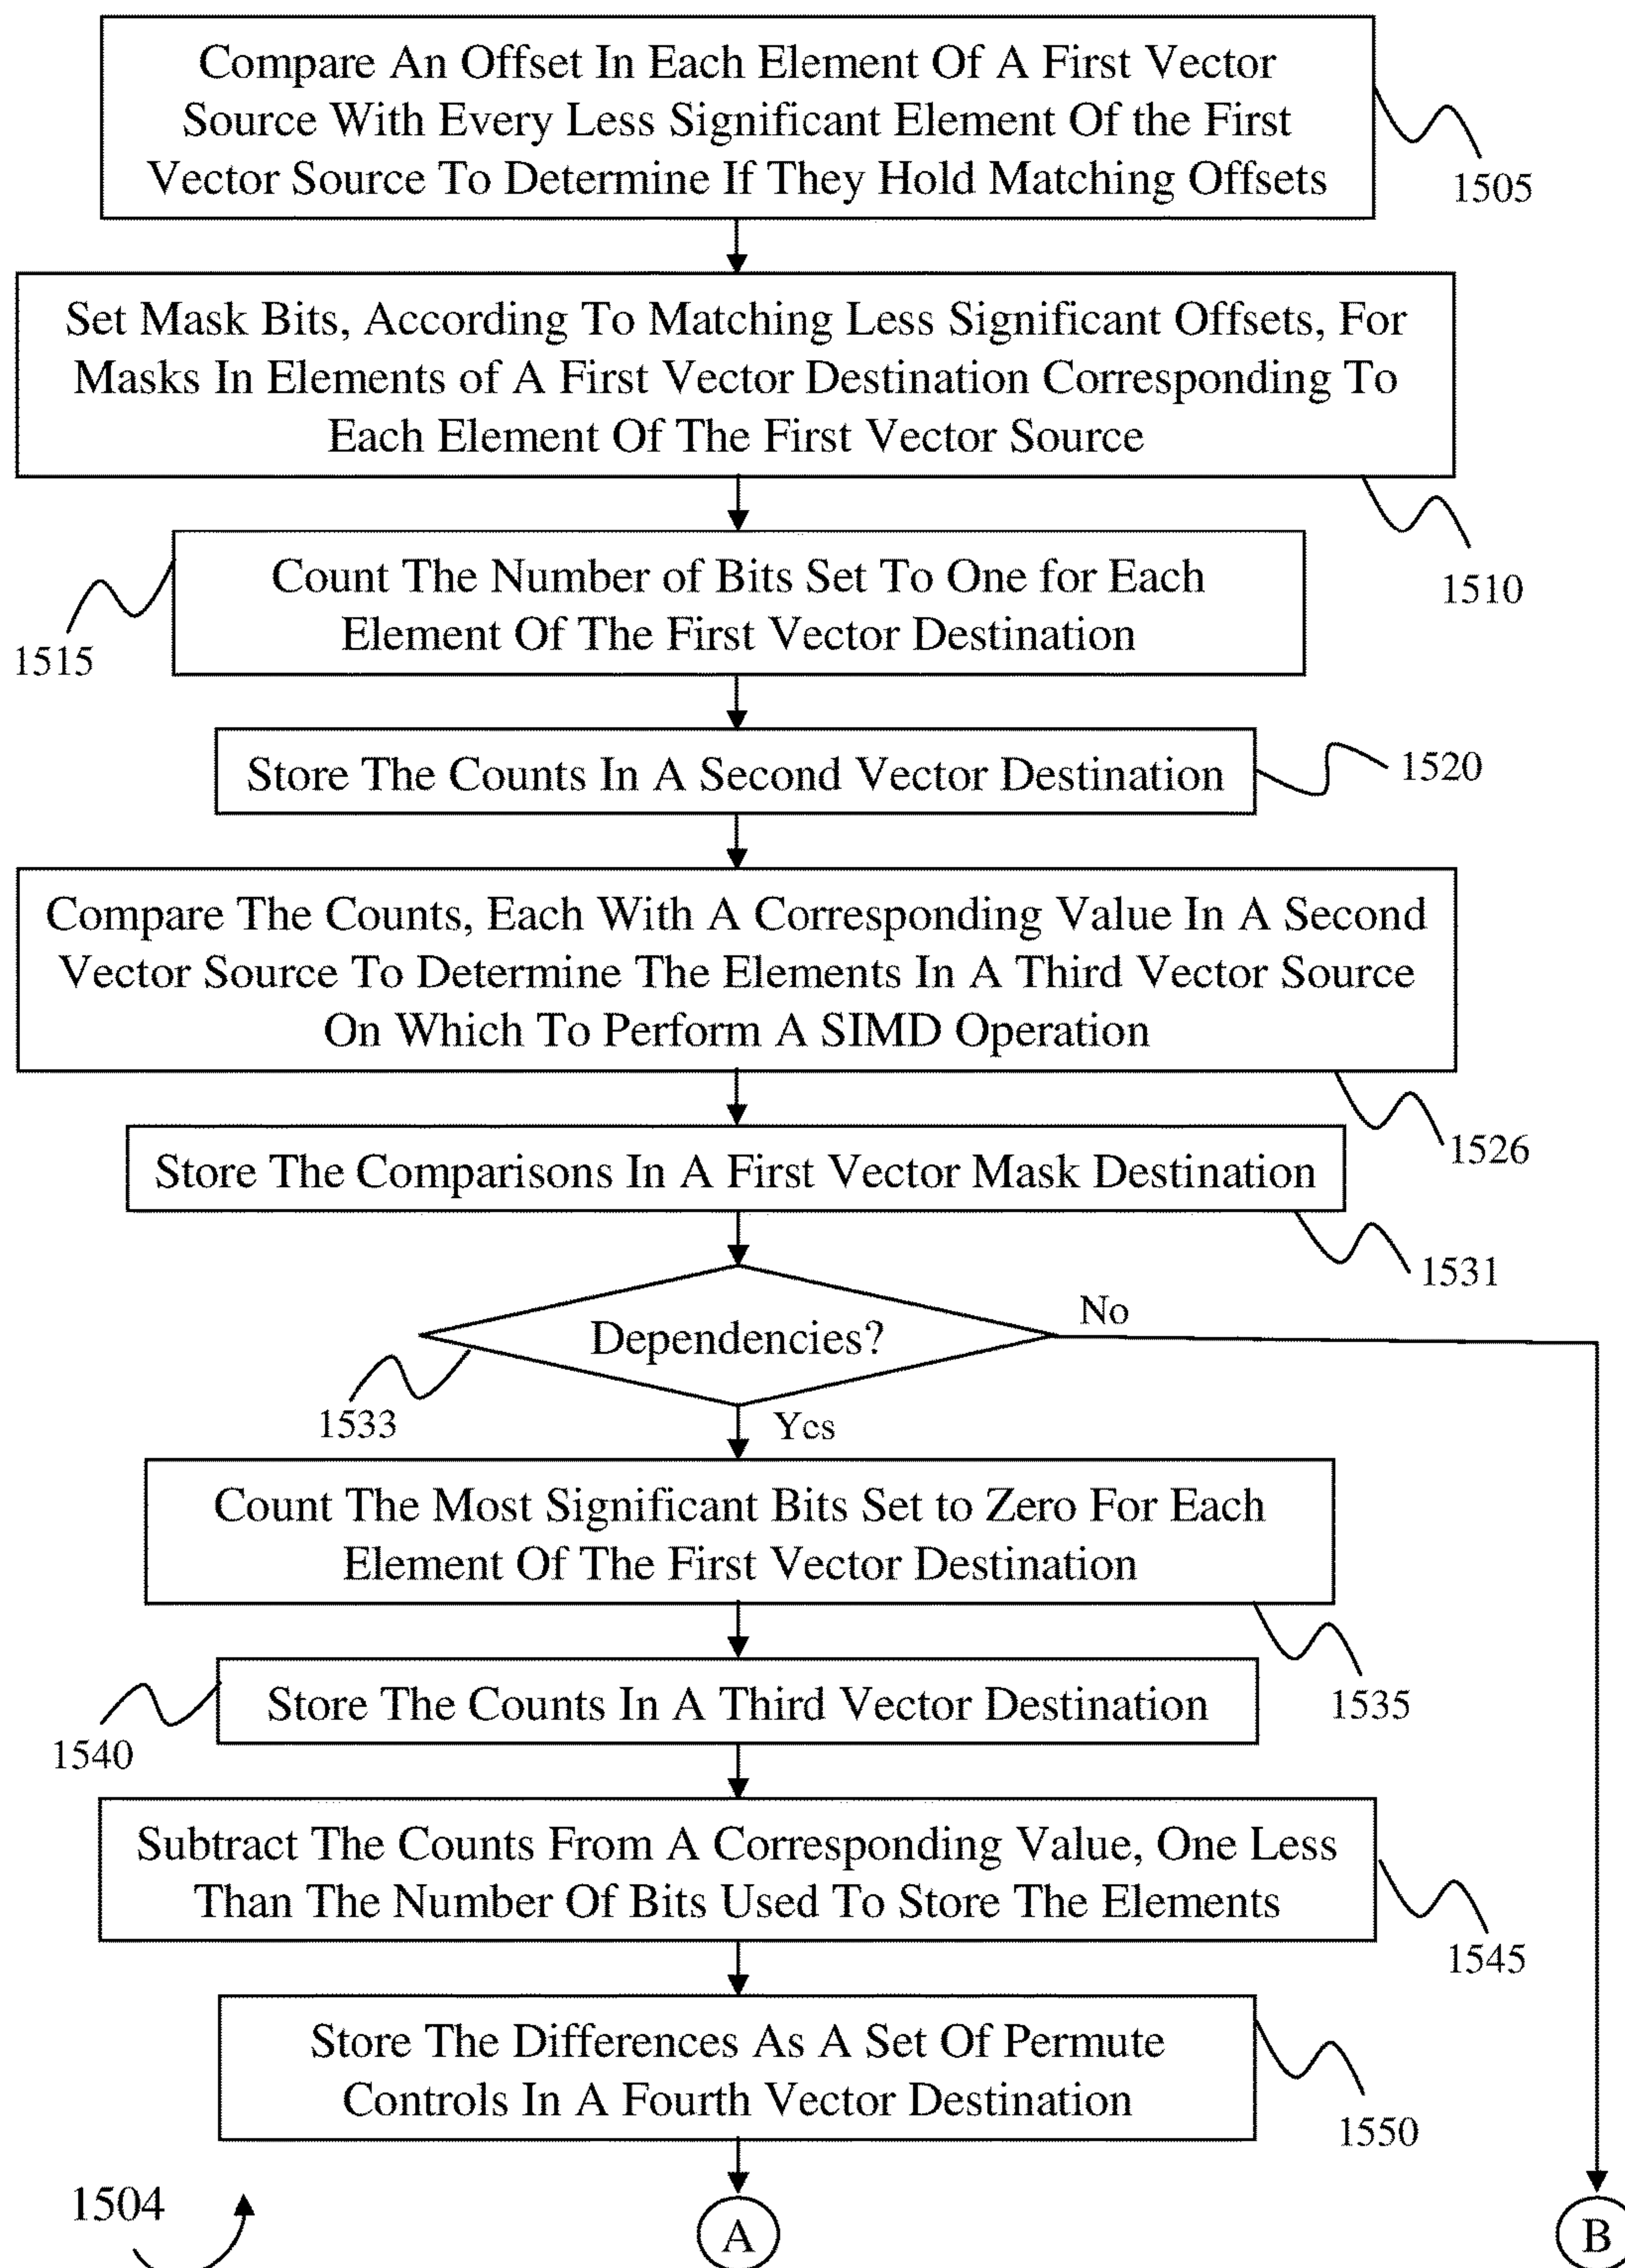 Compare An Offset In Each Element Of A First Vector
Source With Every Less Significant Element Of the First
Vector Source To Determine If They Hold Matching Offsets
1505
Set Mask Bits, According To Matching Less Significant Offsets, For
Masks In Elements of A First Vector Destination Corresponding To
Each Element Of The First Vector Source
1510
Count The Number of Bits Set To One for Each
Element Of The First Vector Destination
1515
Store The Counts In A Second Vector Destination
1520
Compare The Counts, Each With A Corresponding Value In A Second
Vector Source To Determine The Elements In A Third Vector Source
On Which To Perform A SIMD Operation
1526
Store The Comparisons In A First Vector Mask Destination
1531
Dependencies?
No
1533
Yes
Count The Most Significant Bits Set to Zero For Each
Element Of The First Vector Destination
1535
Store The Counts In A Third Vector Destination
1540
Subtract The Counts From A Corresponding Value, One Less
Than The Number Of Bits Used To Store The Elements
1545
Store The Differences As A Set Of Permute
Controls In A Fourth Vector Destination
1550
1504
A
B